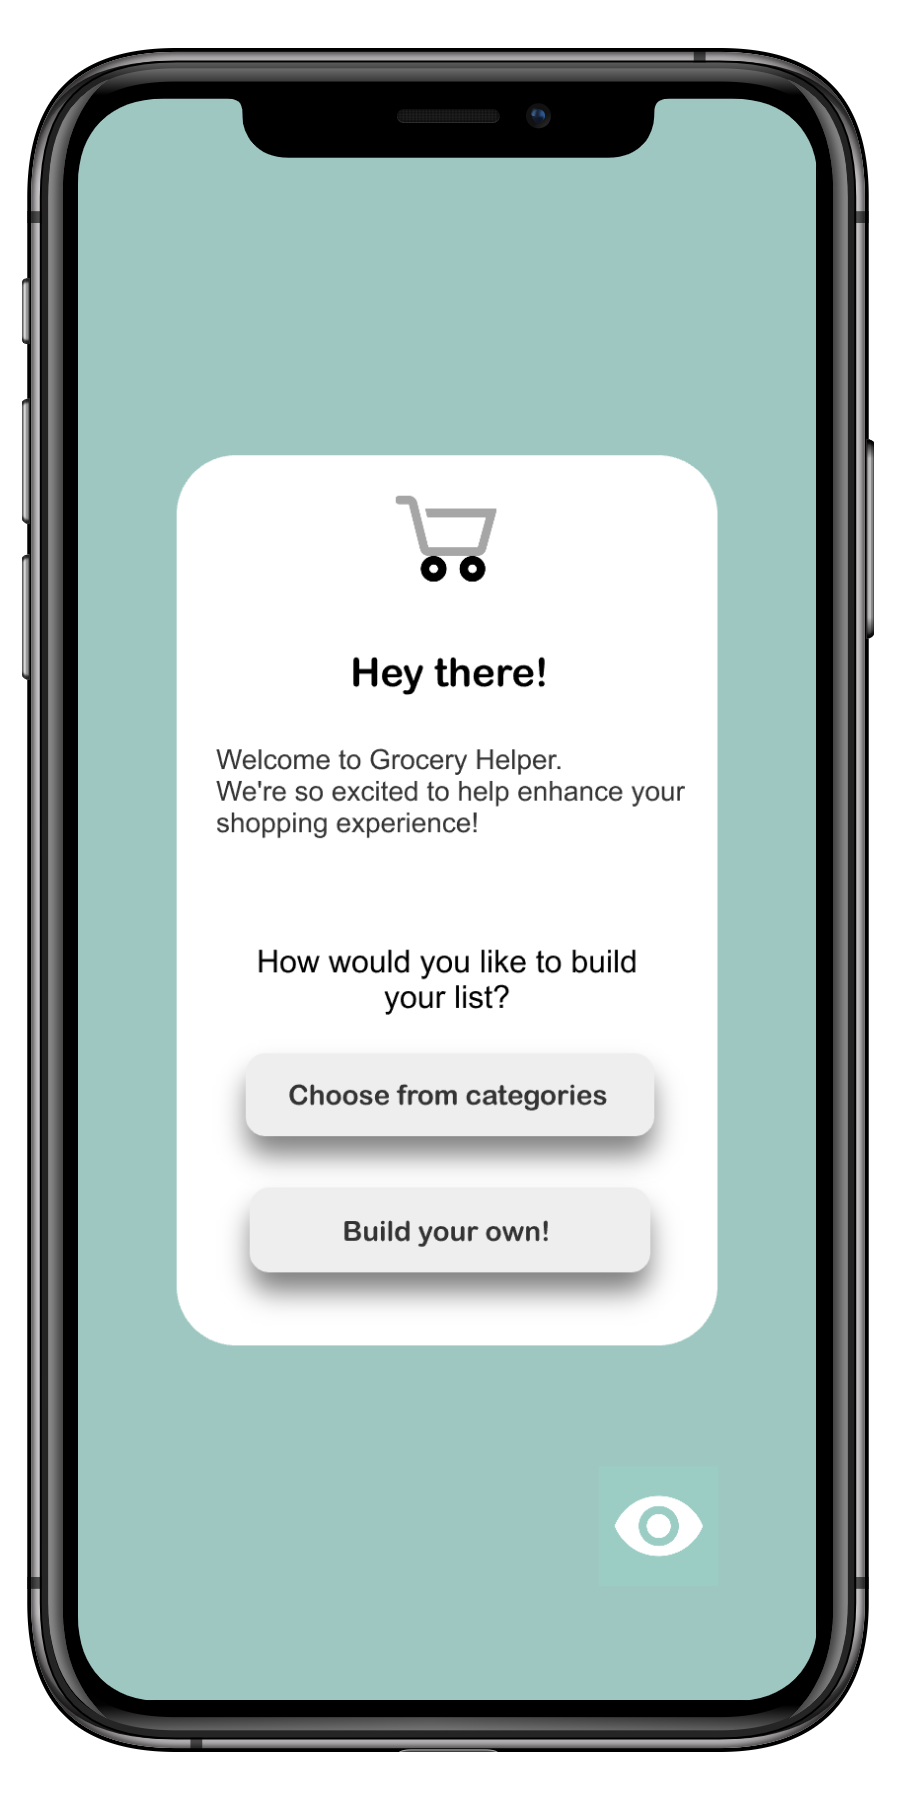 Hey there!
Welcome to Grocery Helper.
We're so excited to help enhance your
shopping experience!
How would you like to build
your list?
Choose from categories
Build your own!